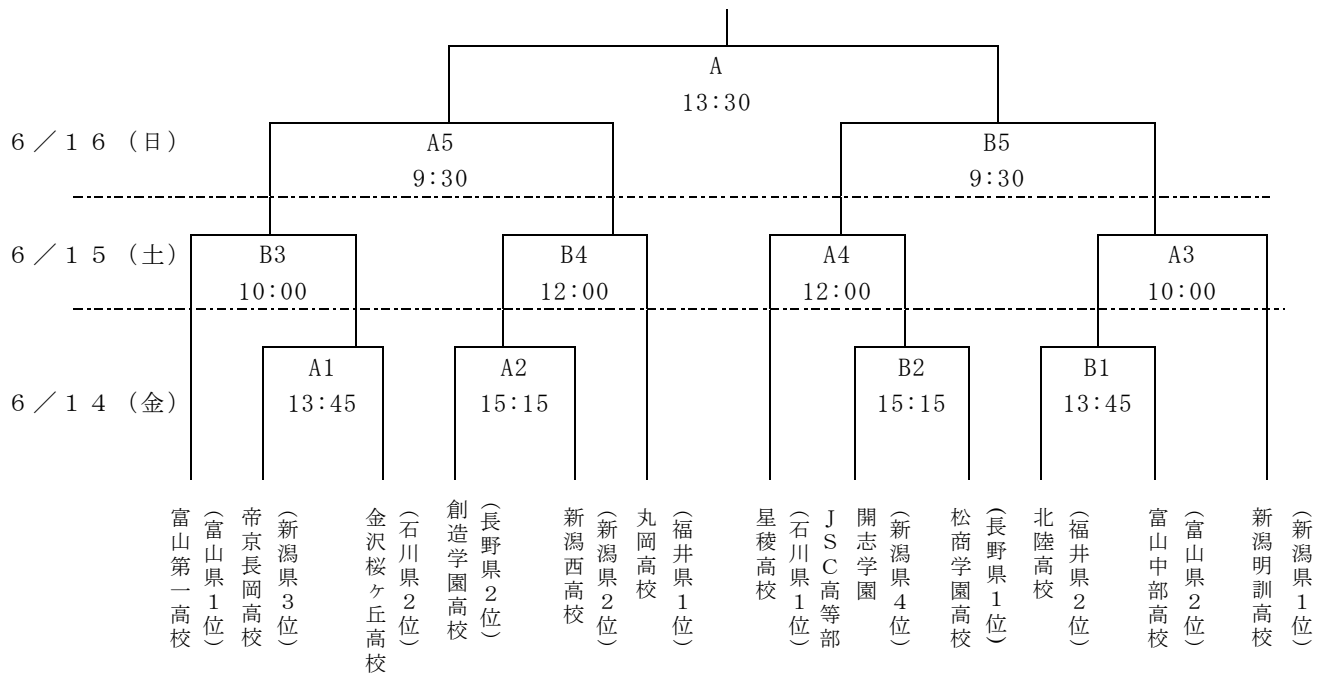 A
13:30
6／16（日）
A5
9:30
B5
9:30
6／15（土）
B3
10:00
B4
12:00
A4
12:00
A3
10:00
6／14（金）
A1
13:45
A2
15:15
B2
15:15
B1
13:45
富山第一高校
（富山県１位）
帝京長岡高校
（新潟県３位）
金沢桜ヶ丘高校
（石川県２位）
創造学園高校
（長野県２位）
新潟西高校
（新潟県２位）
丸岡高校
（福井県１位）
星稜高校
（石川県１位）
ＪＳＣ高等部
開志学園
（新潟県４位）
松商学園高校
（長野県１位）
北陸高校
（福井県２位）
富山中部高校
（富山県２位）
新潟明訓高校
（新潟県１位）